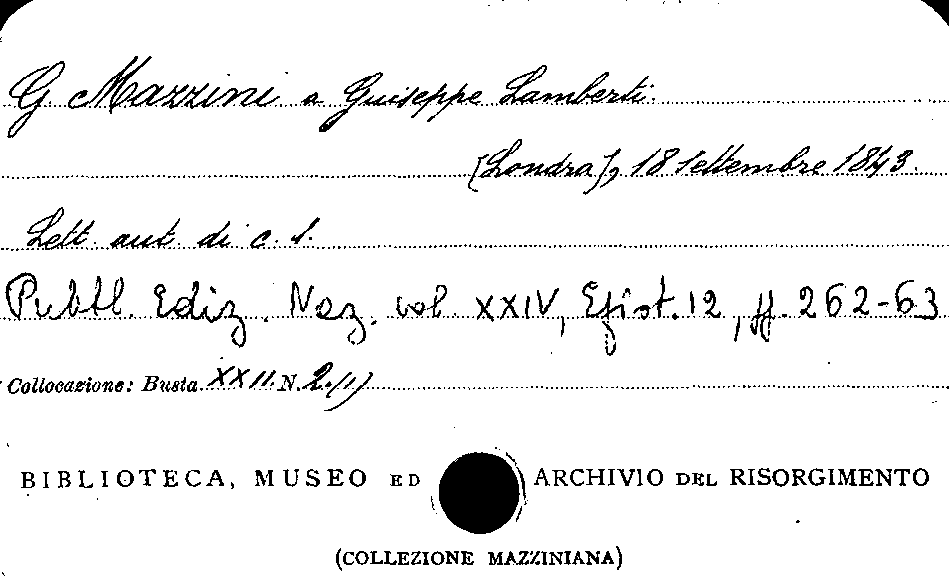 G. Mazzini a Giuseppe Lamberti.
[Londra], 18 Settembre 1843.
Lett. aut. di c. 1.
Pubbl. Ediz. Naz. vol. XXIV, Epist. 12, pp. 262-63
Collocazione: Busta XXII. N. 2.(1)
BIBLIOTECA, MUSEO ED ARCHIVIO DEL RISORGIMENTO
(COLLEZIONE MAZZINIANA)